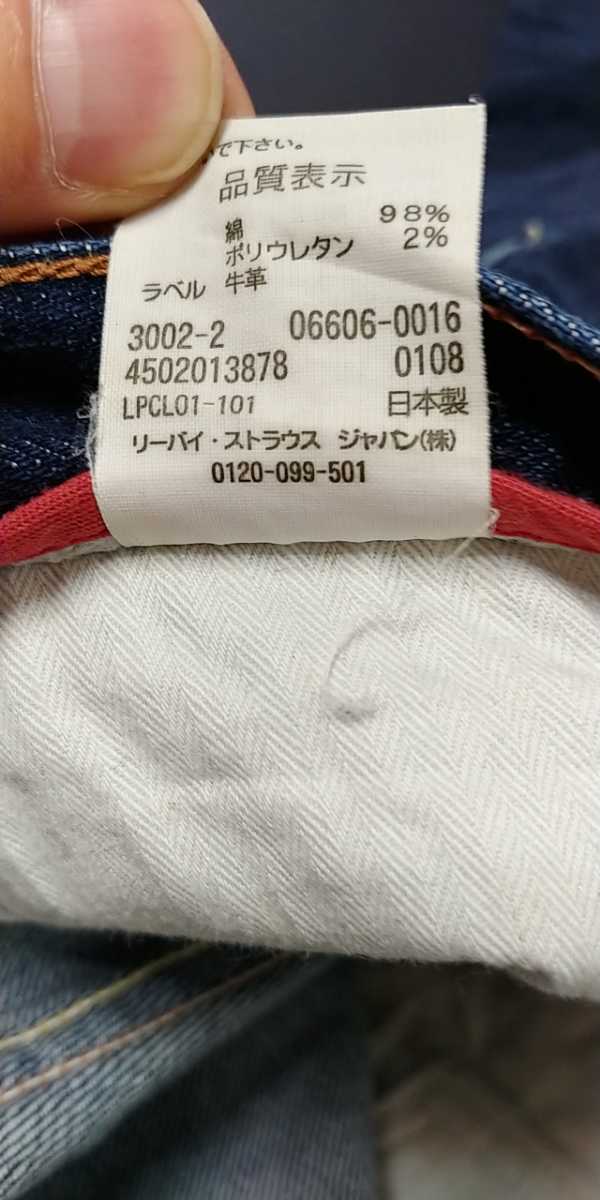 で下さい。
品質表示
綿 98%
ポリウレタン 2%
ラベル 牛革
3002-2 06606-0016
4502013878 0108
LPCL01-101 日本製
リーバイ・ストラウス ジャパン(株)
0120-099-501